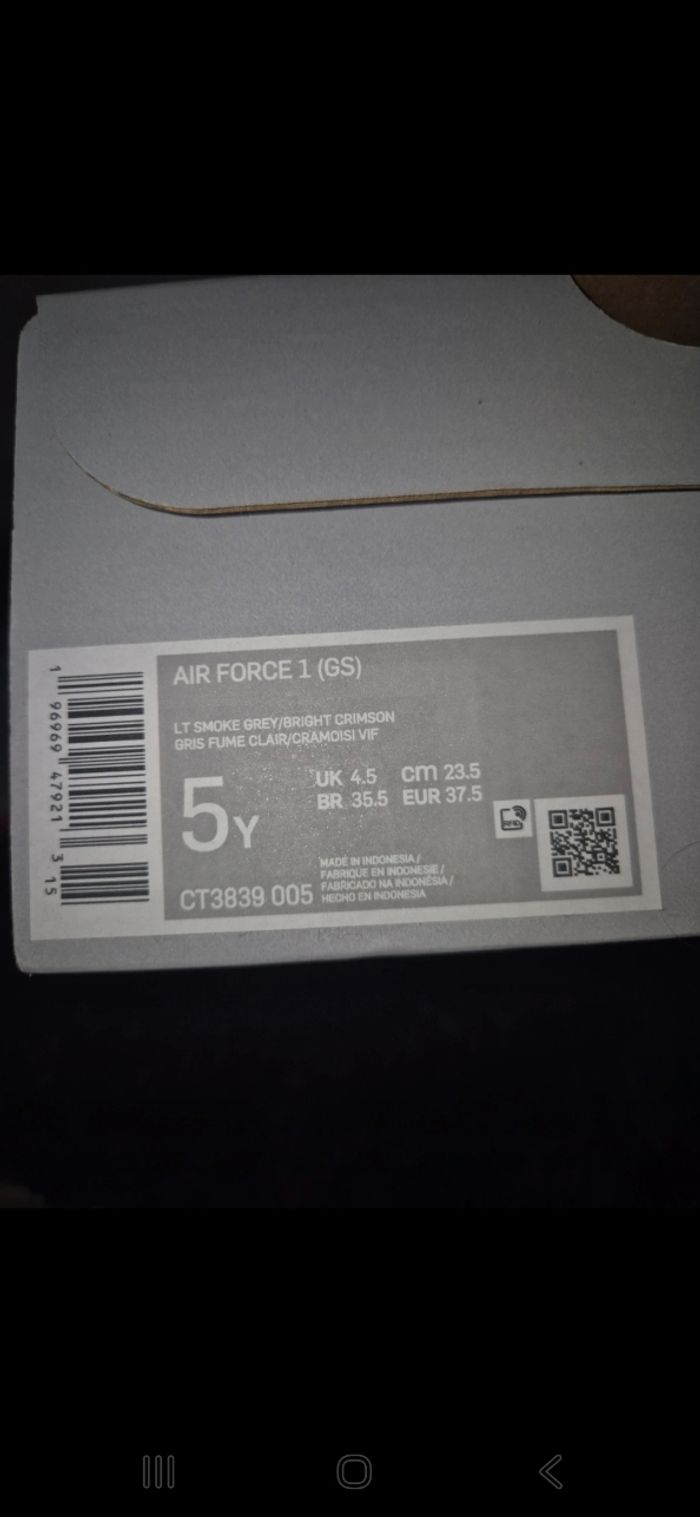 AIR FORCE 1 (GS)
LT SMOKE GREY/BRIGHT CRIMSON
GRIS FUME CLAIR/CRAMOISI VIF
5Y
UK 4.5 cm 23.5
BR 35.5 EUR 37.5
CT3839 005
MADE IN INDONESIA /
FABRIQUE EN INDONESIE /
FABRICADO NA INDONÉSIA /
HECHO EN INDONESIA
RFID
1 96969 47921 3 15